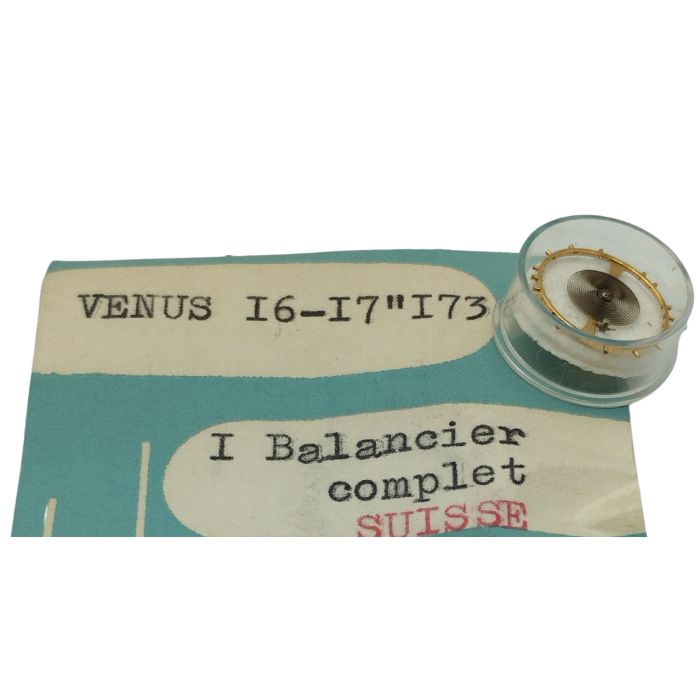 VENUS I6-I7"I73
I Balancier
complet
SUISSE